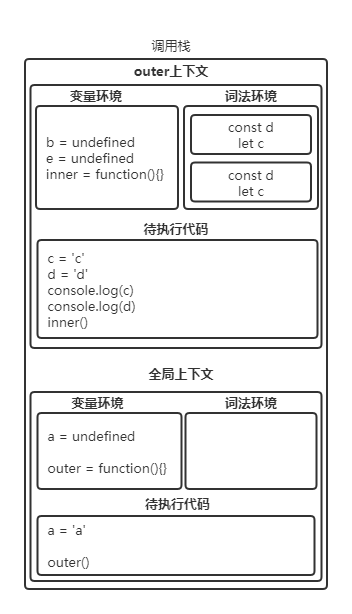 调用栈
outer上下文
变量环境
词法环境
b = undefined
e = undefined
inner = function(){}
const d
let c
const d
let c
待执行代码
c = 'c'
d = 'd'
console.log(c)
console.log(d)
inner()
全局上下文
变量环境
词法环境
a = undefined
outer = function(){}
待执行代码
a = 'a'
outer()